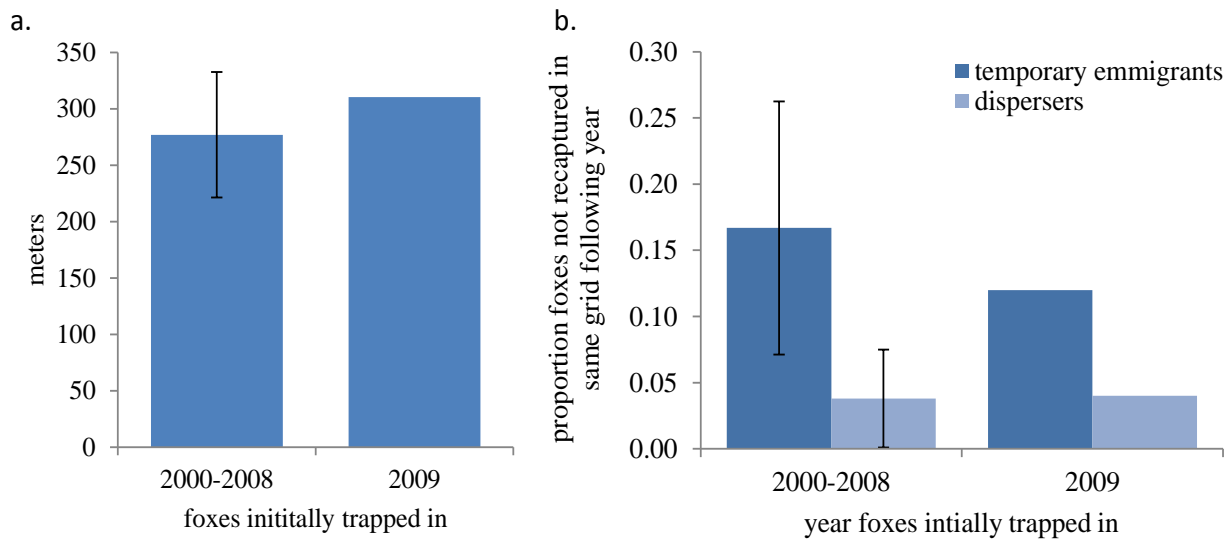 a.
350
300
250
200
150
100
50
0
meters
2000-2008
2009
foxes inititally trapped in
b.
0.30
0.25
0.20
0.15
0.10
0.05
0.00
proportion foxes not recaptured in
same grid following year
temporary emmigrants
dispersers
2000-2008
2009
year foxes intially trapped in